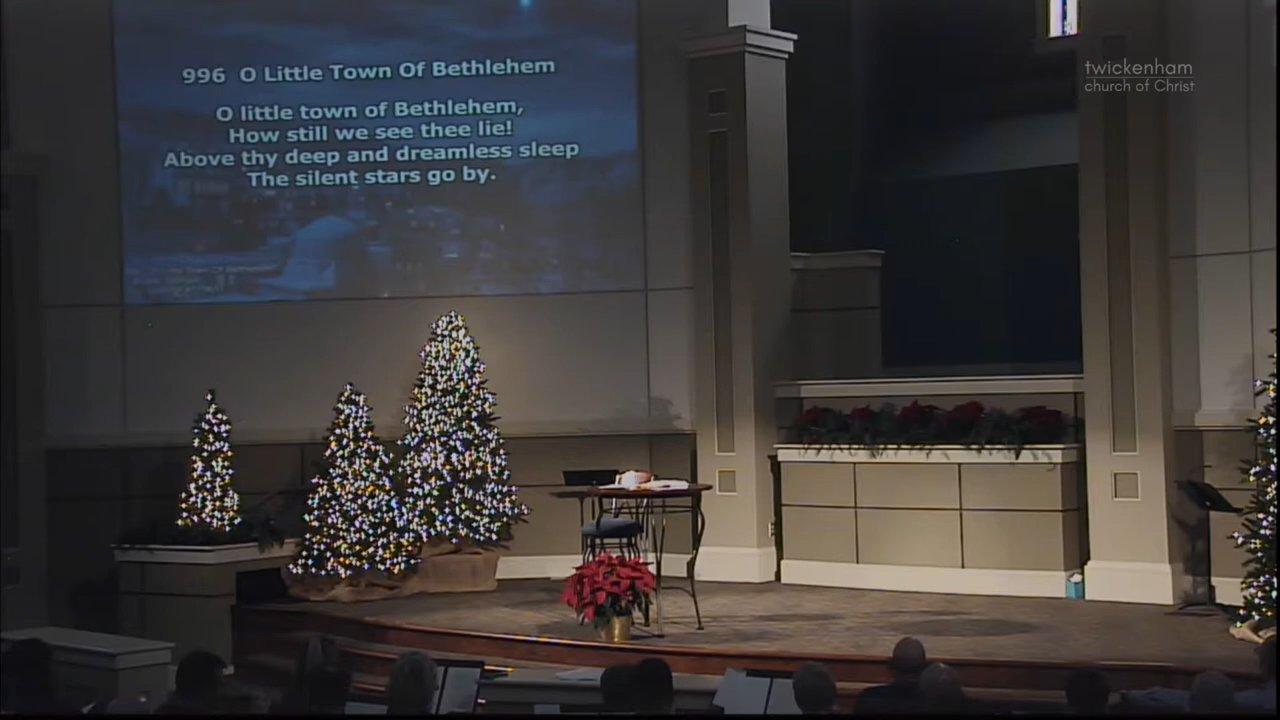 996 O Little Town Of Bethlehem
O little town of Bethlehem,
How still we see thee lie!
Above thy deep and dreamless sleep
The silent stars go by.
twickenham
church of Christ